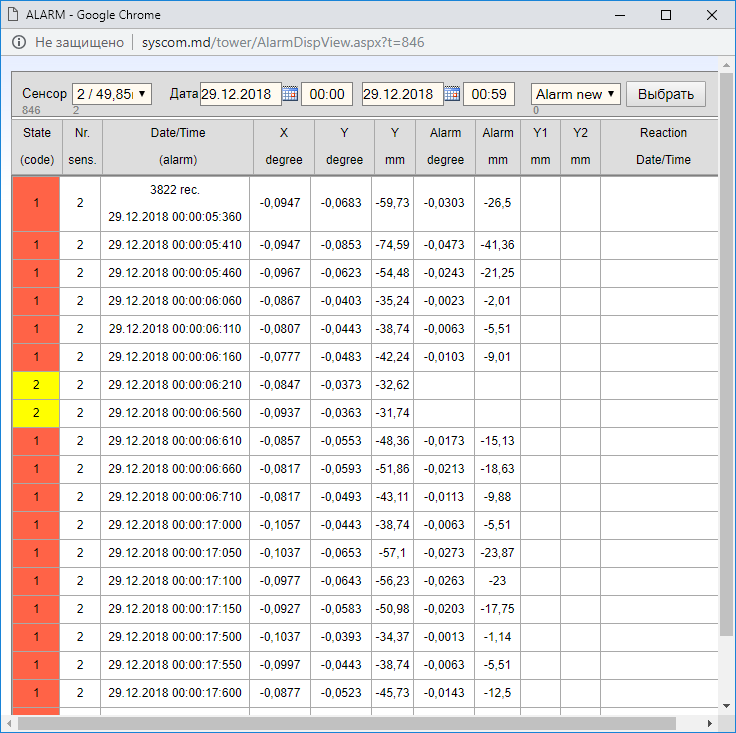 ALARM - Google Chrome
Не защищено syscom.md/tower/AlarmDispView.aspx?t=846
Сенсор 2 / 49,85 Дата 29.12.2018 00:00 29.12.2018 00:59 Alarm new Выбрать
846 2 0
State Nr. Date/Time X Y Y Alarm Alarm Y1 Y2 Reaction
(code) sens. (alarm) degree degree mm degree mm mm mm Date/Time
3822 rec.
1 2 29.12.2018 00:00:05:360 -0,0947 -0,0683 -59,73 -0,0303 -26,5
1 2 29.12.2018 00:00:05:410 -0,0947 -0,0853 -74,59 -0,0473 -41,36
1 2 29.12.2018 00:00:05:460 -0,0967 -0,0623 -54,48 -0,0243 -21,25
1 2 29.12.2018 00:00:06:060 -0,0867 -0,0403 -35,24 -0,0023 -2,01
1 2 29.12.2018 00:00:06:110 -0,0807 -0,0443 -38,74 -0,0063 -5,51
1 2 29.12.2018 00:00:06:160 -0,0777 -0,0483 -42,24 -0,0103 -9,01
2 2 29.12.2018 00:00:06:210 -0,0847 -0,0373 -32,62
2 2 29.12.2018 00:00:06:560 -0,0937 -0,0363 -31,74
1 2 29.12.2018 00:00:06:610 -0,0857 -0,0553 -48,36 -0,0173 -15,13
1 2 29.12.2018 00:00:06:660 -0,0817 -0,0593 -51,86 -0,0213 -18,63
1 2 29.12.2018 00:00:06:710 -0,0817 -0,0493 -43,11 -0,0113 -9,88
1 2 29.12.2018 00:00:17:000 -0,1057 -0,0443 -38,74 -0,0063 -5,51
1 2 29.12.2018 00:00:17:050 -0,1037 -0,0653 -57,1 -0,0273 -23,87
1 2 29.12.2018 00:00:17:100 -0,0977 -0,0643 -56,23 -0,0263 -23
1 2 29.12.2018 00:00:17:150 -0,0927 -0,0583 -50,98 -0,0203 -17,75
1 2 29.12.2018 00:00:17:500 -0,1037 -0,0393 -34,37 -0,0013 -1,14
1 2 29.12.2018 00:00:17:550 -0,0997 -0,0443 -38,74 -0,0063 -5,51
1 2 29.12.2018 00:00:17:600 -0,0877 -0,0523 -45,73 -0,0143 -12,5